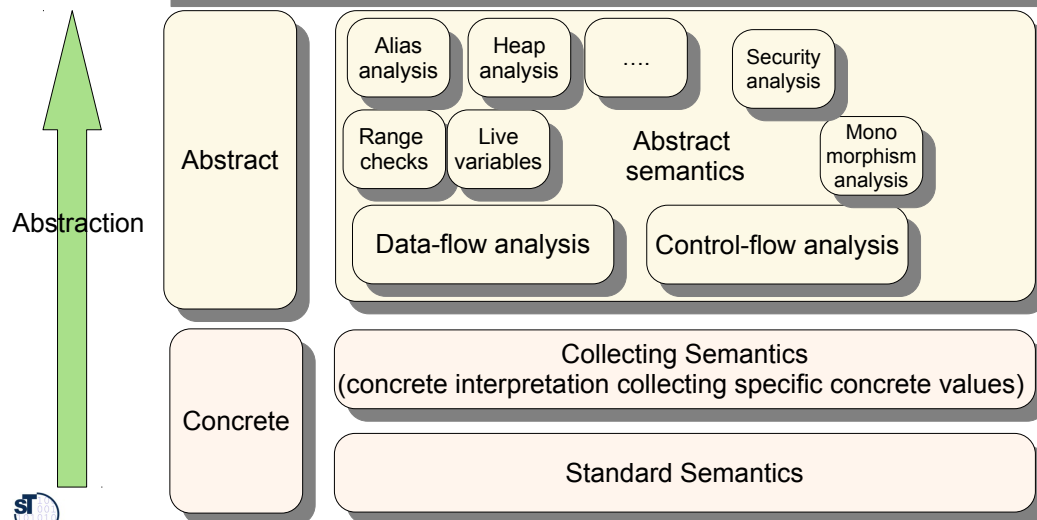 Alias
analysis
Heap
analysis
....
Security
analysis
Range
checks
Live
variables
Abstract
semantics
Mono
morphism
analysis
Abstract
Abstraction
Data-flow analysis
Control-flow analysis
Collecting Semantics
(concrete interpretation collecting specific concrete values)
Concrete
Standard Semantics
ST